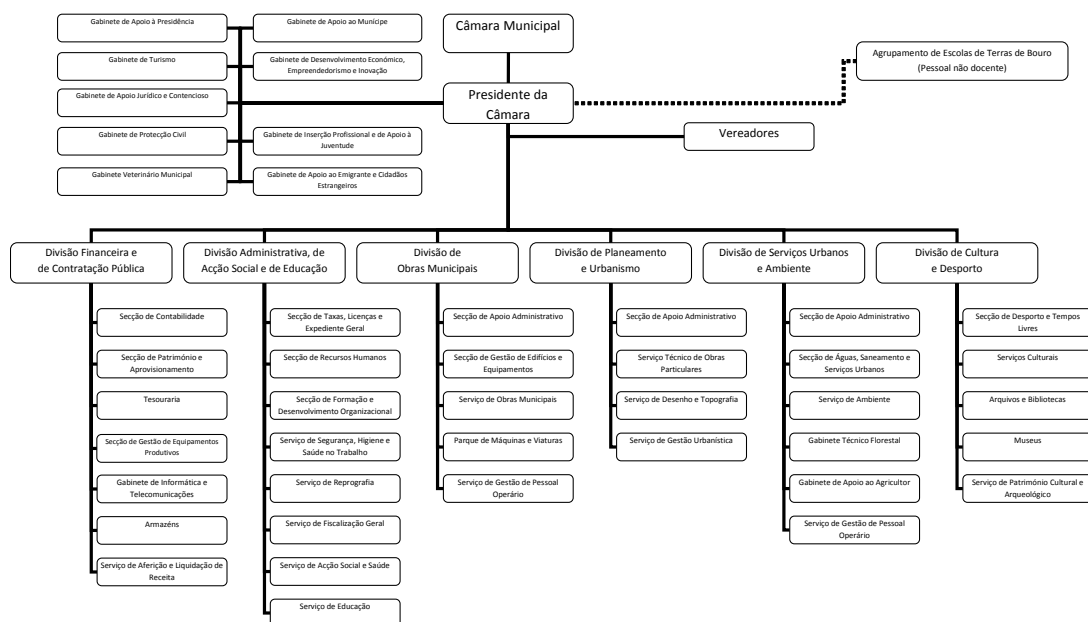 Gabinete de Apoio à Presidência
Gabinete de Apoio ao Munícipe
Gabinete de Turismo
Gabinete de Desenvolvimento Económico,
Empreendedorismo e Inovação
Gabinete de Apoio Jurídico e Contencioso
Gabinete de Protecção Civil
Gabinete de Inserção Profissional e de Apoio à
Juventude
Gabinete Veterinário Municipal
Gabinete de Apoio ao Emigrante e Cidadãos
Estrangeiros
Câmara Municipal
Presidente da
Câmara
Agrupamento de Escolas de Terras de Bouro
(Pessoal não docente)
Vereadores
Divisão Financeira e
de Contratação Pública
Secção de Contabilidade
Secção de Património e
Aprovisionamento
Tesouraria
Secção de Gestão de Equipamentos
Produtivos
Gabinete de Informática e
Telecomunicações
Armazéns
Serviço de Aferição e Liquidação de
Receita
Divisão Administrativa, de
Acção Social e de Educação
Secção de Taxas, Licenças e
Expediente Geral
Secção de Recursos Humanos
Secção de Formação e
Desenvolvimento Organizacional
Serviço de Segurança, Higiene e
Saúde no Trabalho
Serviço de Reprografia
Serviço de Fiscalização Geral
Serviço de Acção Social e Saúde
Serviço de Educação
Divisão de
Obras Municipais
Secção de Apoio Administrativo
Secção de Gestão de Edifícios e
Equipamentos
Serviço de Obras Municipais
Parque de Máquinas e Viaturas
Serviço de Gestão de Pessoal
Operário
Divisão de Planeamento
e Urbanismo
Secção de Apoio Administrativo
Serviço Técnico de Obras
Particulares
Serviço de Desenho e Topografia
Serviço de Gestão Urbanística
Divisão de Serviços Urbanos
e Ambiente
Secção de Apoio Administrativo
Secção de Águas, Saneamento e
Serviços Urbanos
Serviço de Ambiente
Gabinete Técnico Florestal
Gabinete de Apoio ao Agricultor
Serviço de Gestão de Pessoal
Operário
Divisão de Cultura
e Desporto
Secção de Desporto e Tempos
Livres
Serviços Culturais
Arquivos e Bibliotecas
Museus
Serviço de Património Cultural e
Arqueológico